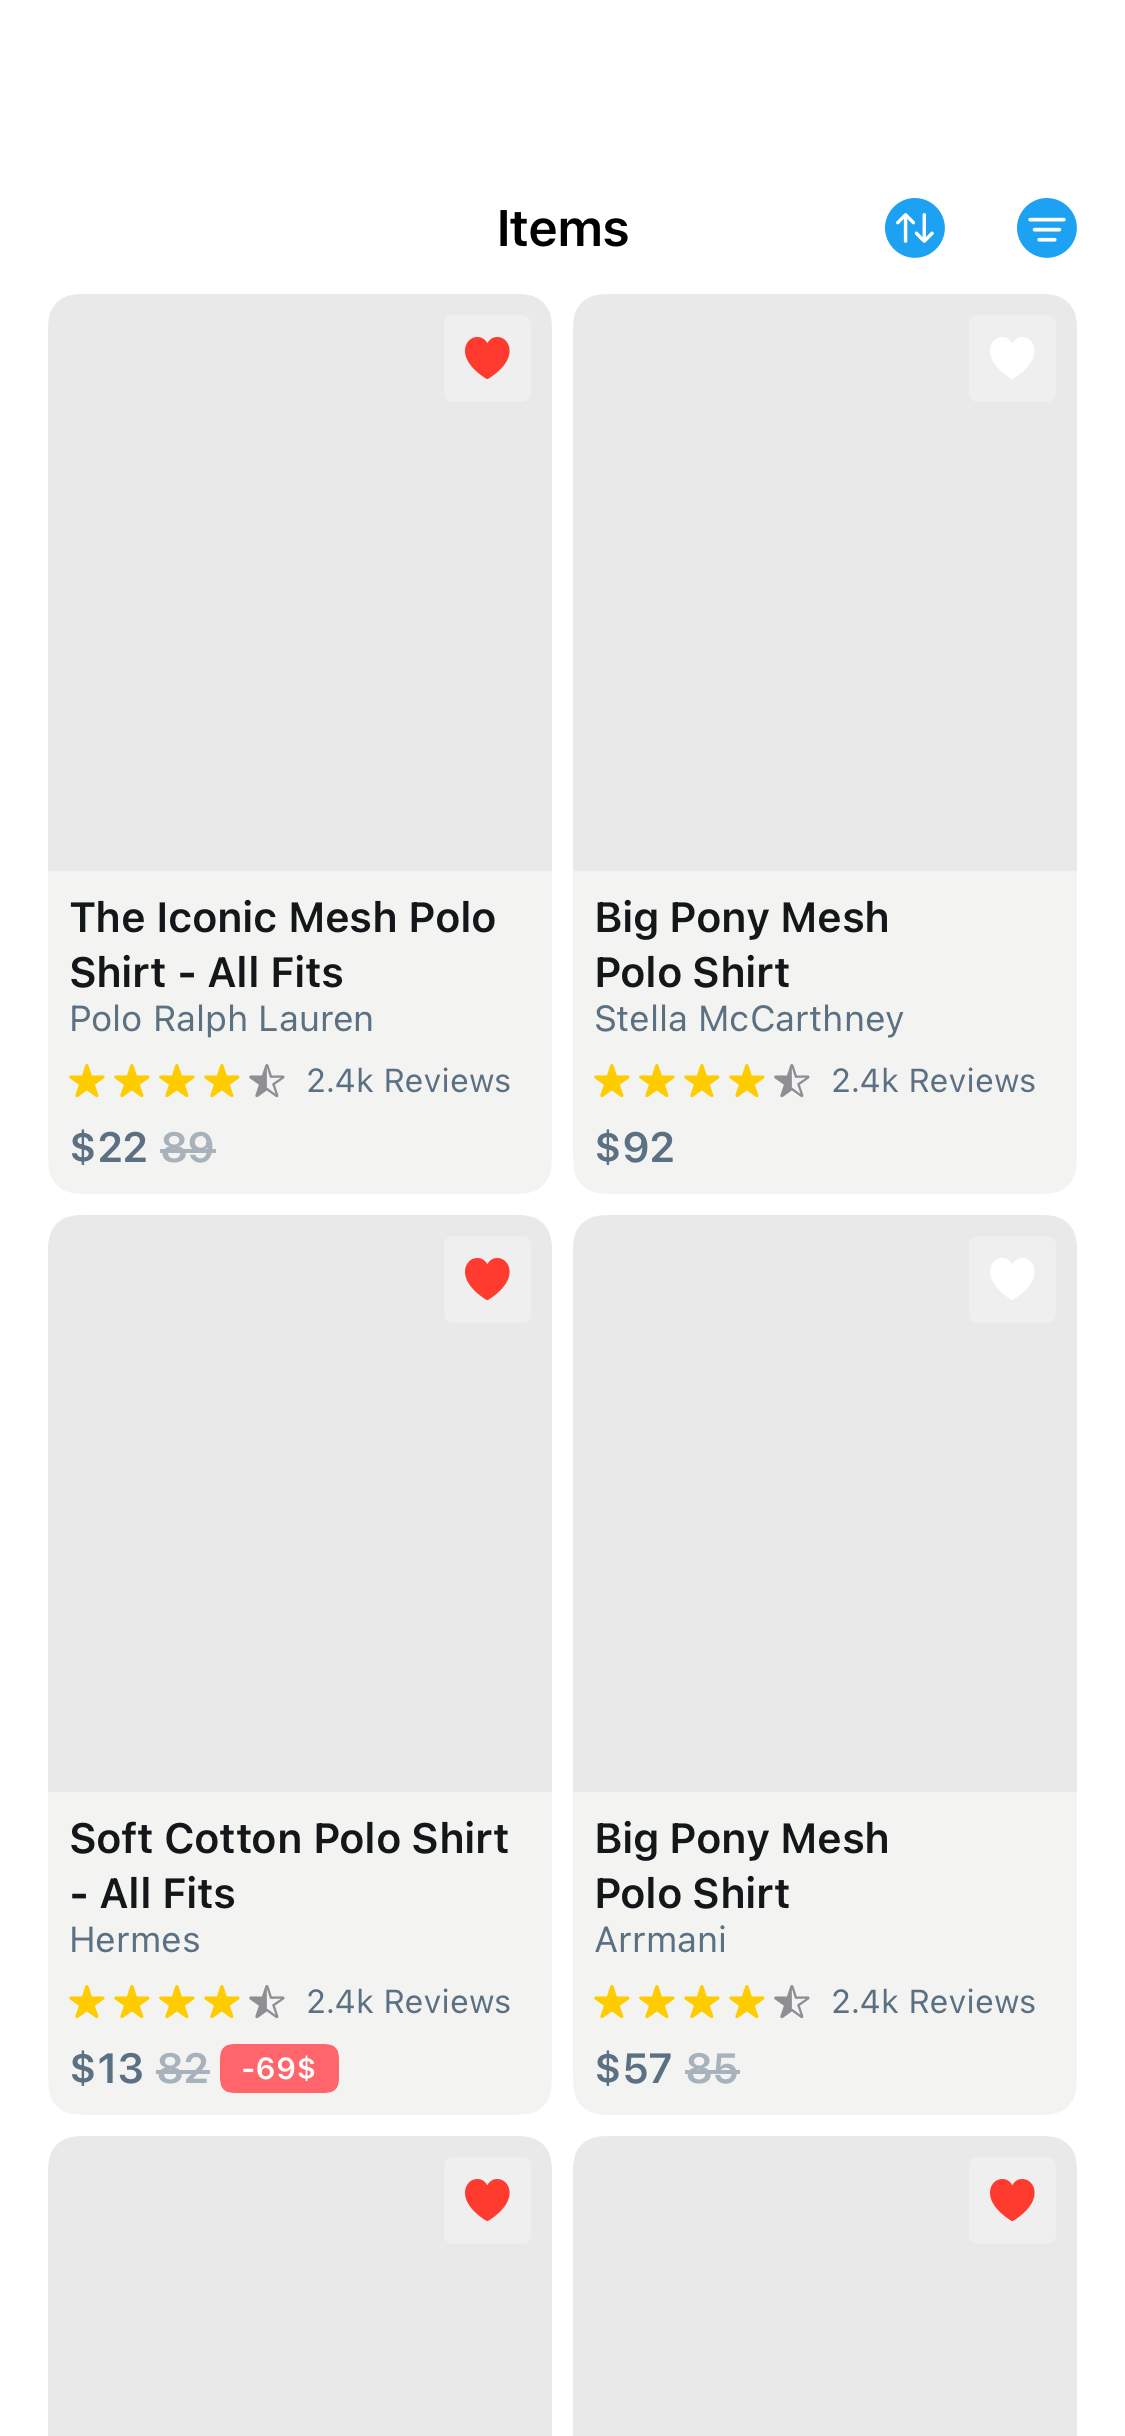 Items
The Iconic Mesh Polo
Shirt - All Fits
Polo Ralph Lauren
2.4k Reviews
$22 89
Big Pony Mesh
Polo Shirt
Stella McCarthney
2.4k Reviews
$92
Soft Cotton Polo Shirt
- All Fits
Hermes
2.4k Reviews
$13 82 -69$
Big Pony Mesh
Polo Shirt
Arrmani
2.4k Reviews
$57 85